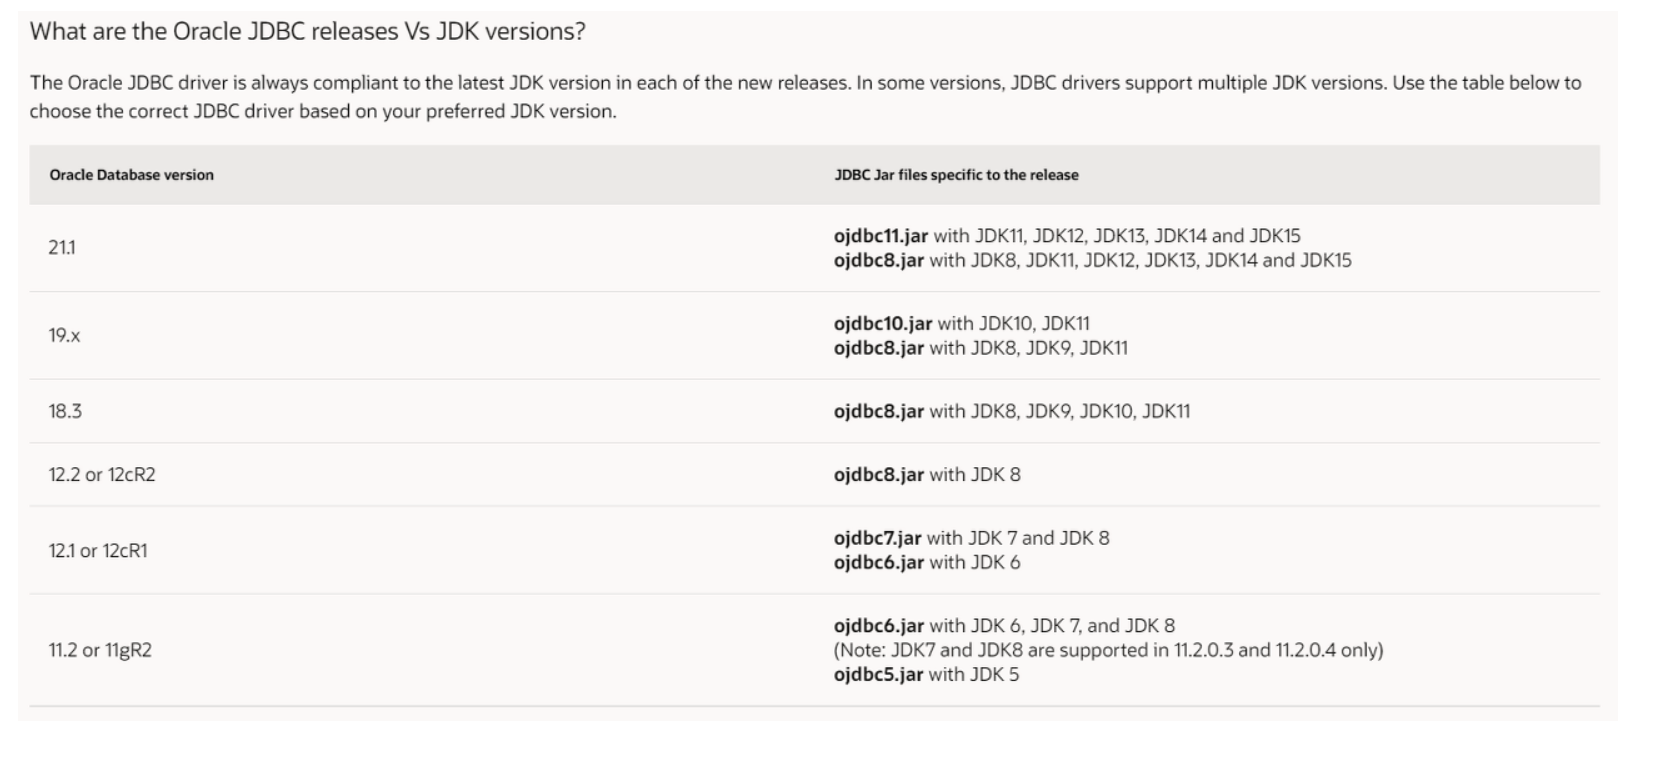 What are the Oracle JDBC releases Vs JDK versions?
The Oracle JDBC driver is always compliant to the latest JDK version in each of the new releases. In some versions, JDBC drivers support multiple JDK versions. Use the table below to
choose the correct JDBC driver based on your preferred JDK version.
Oracle Database version JDBC Jar files specific to the release
21.1
ojdbc11.jar with JDK11, JDK12, JDK13, JDK14 and JDK15
ojdbc8.jar with JDK8, JDK11, JDK12, JDK13, JDK14 and JDK15
19.x
ojdbc10.jar with JDK10, JDK11
ojdbc8.jar with JDK8, JDK9, JDK11
18.3 ojdbc8.jar with JDK8, JDK9, JDK10, JDK11
12.2 or 12cR2 ojdbc8.jar with JDK 8
12.1 or 12cR1
ojdbc7.jar with JDK 7 and JDK 8
ojdbc6.jar with JDK 6
11.2 or 11gR2
ojdbc6.jar with JDK 6, JDK 7, and JDK 8
(Note: JDK7 and JDK8 are supported in 11.2.0.3 and 11.2.0.4 only)
ojdbc5.jar with JDK 5